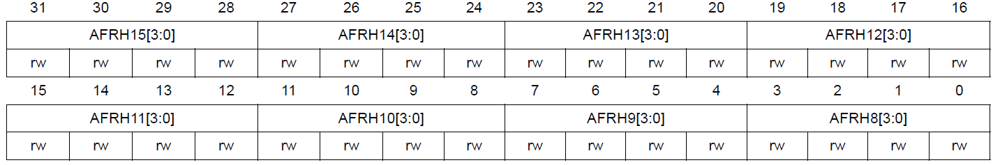 31 30 29 28 27 26 25 24 23 22 21 20 19 18 17 16
AFRH15[3:0] AFRH14[3:0] AFRH13[3:0] AFRH12[3:0]
rw rw rw rw rw rw rw rw rw rw rw rw rw rw rw rw
15 14 13 12 11 10 9 8 7 6 5 4 3 2 1 0
AFRH11[3:0] AFRH10[3:0] AFRH9[3:0] AFRH8[3:0]
rw rw rw rw rw rw rw rw rw rw rw rw rw rw rw rw